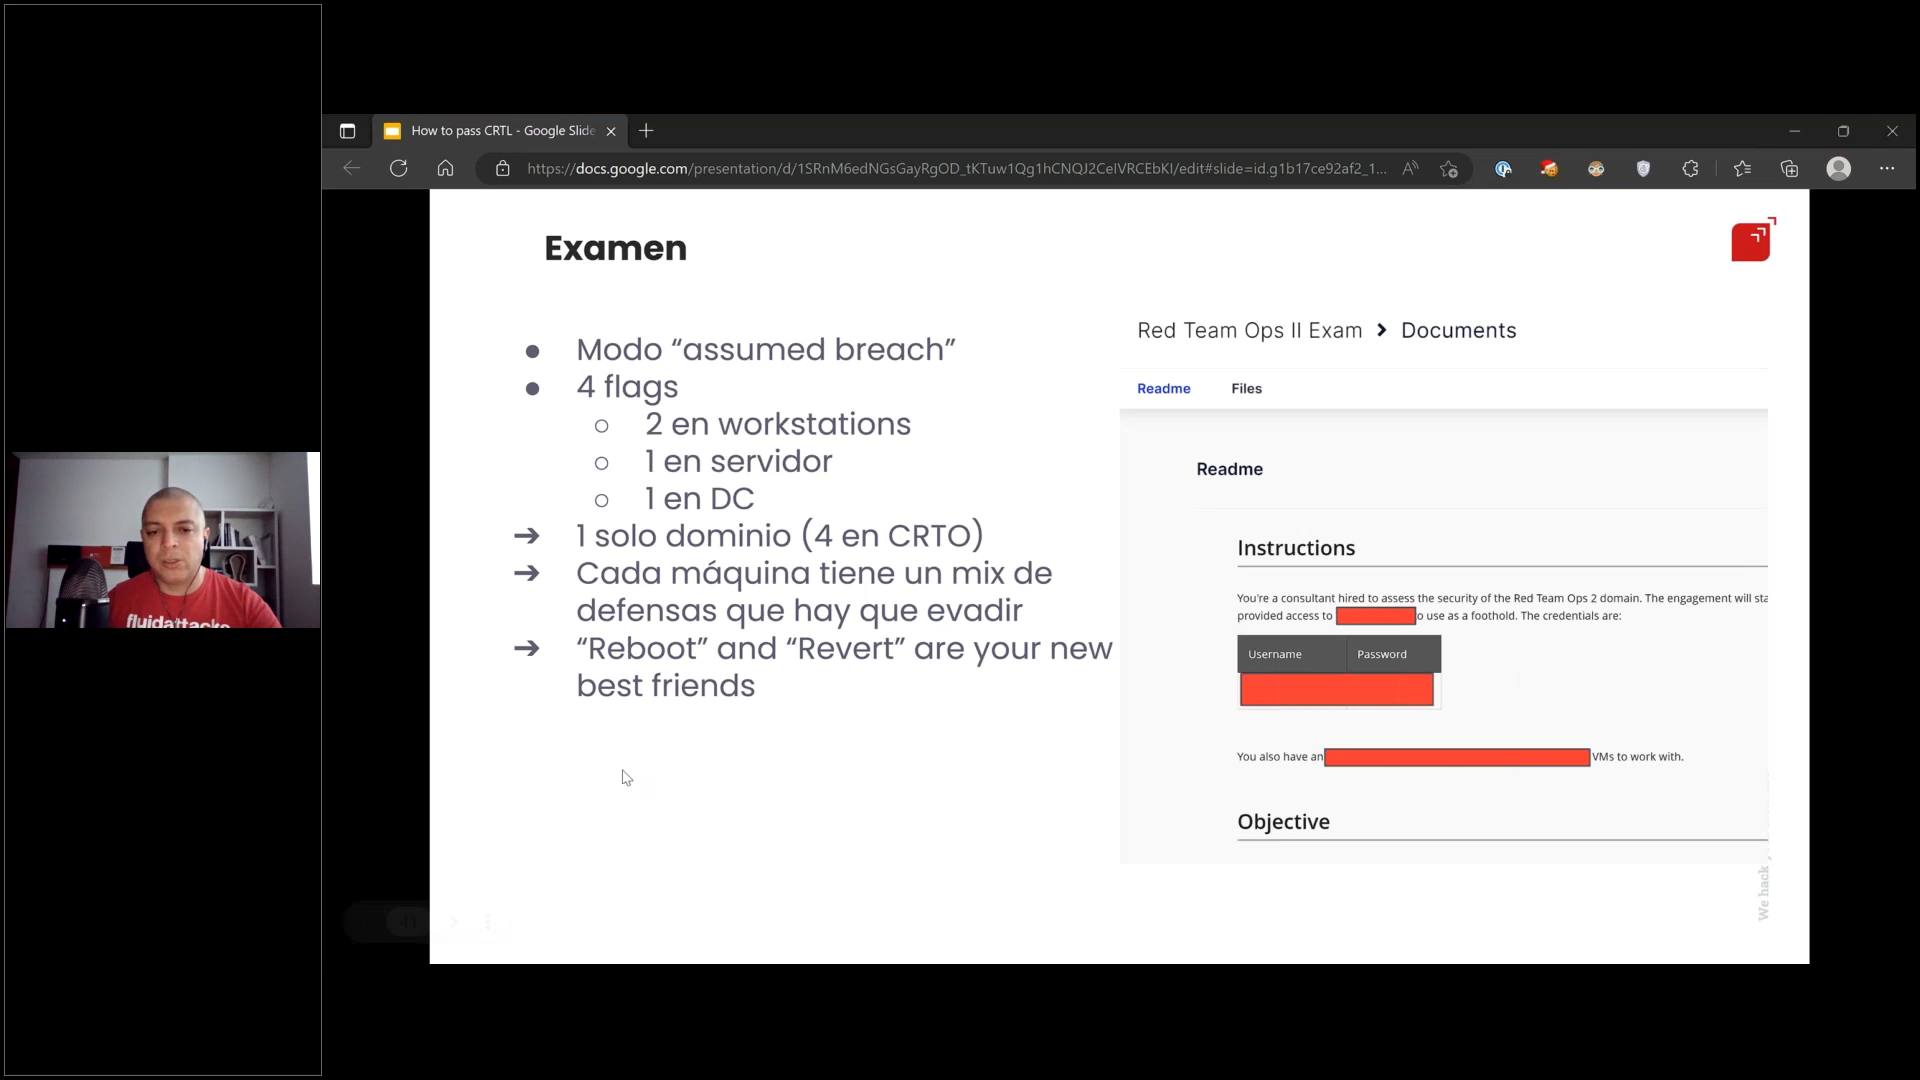 How to pass CRTL - Google Slide
https://docs.google.com/presentation/d/1SRnM6edNGsGayRgOD_tKTuw1Qg1hCNQJ2CelVRCEbKI/edit#slide=id.g1b17ce92af2_1...
Examen
● Modo “assumed breach”
● 4 flags
○ 2 en workstations
○ 1 en servidor
○ 1 en DC
➔ 1 solo dominio (4 en CRTO)
➔ Cada máquina tiene un mix de
defensas que hay que evadir
➔ “Reboot” and “Revert” are your new
best friends
Red Team Ops II Exam > Documents
Readme Files
Readme
Instructions
You're a consultant hired to assess the security of the Red Team Ops 2 domain. The engagement will sta
provided access to o use as a foothold. The credentials are:
Username Password
You also have an VMs to work with.
Objective
We hack
41
fluidattacks